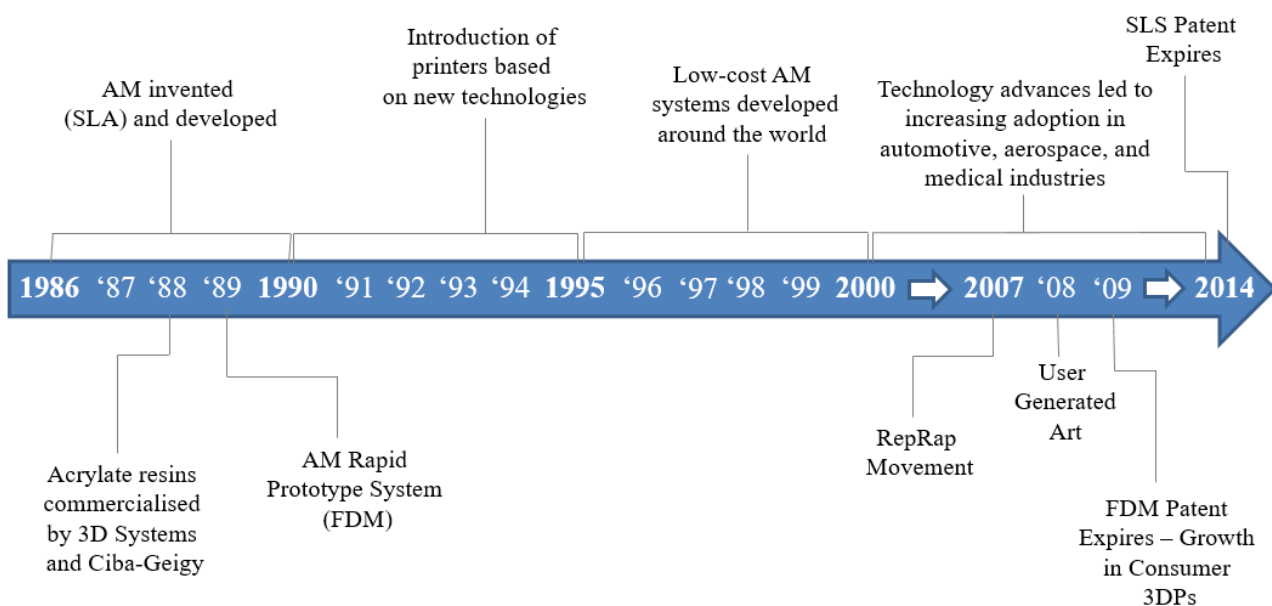 SLS Patent
Expires
Introduction of
printers based
on new technologies
Low-cost AM
systems developed
around the world
AM invented
(SLA) and developed
Technology advances led to
increasing adoption in
automotive, aerospace, and
medical industries
1986 ‘87 ‘88 ‘89 1990 ‘91 ‘92 ‘93 ‘94 1995 ‘96 ‘97 ‘98 ‘99 2000 2007 ‘08 ‘09 2014
Acrylate resins
commercialised
by 3D Systems
and Ciba-Geigy
AM Rapid
Prototype System
(FDM)
RepRap
Movement
User
Generated
Art
FDM Patent
Expires – Growth
in Consumer
3DPs